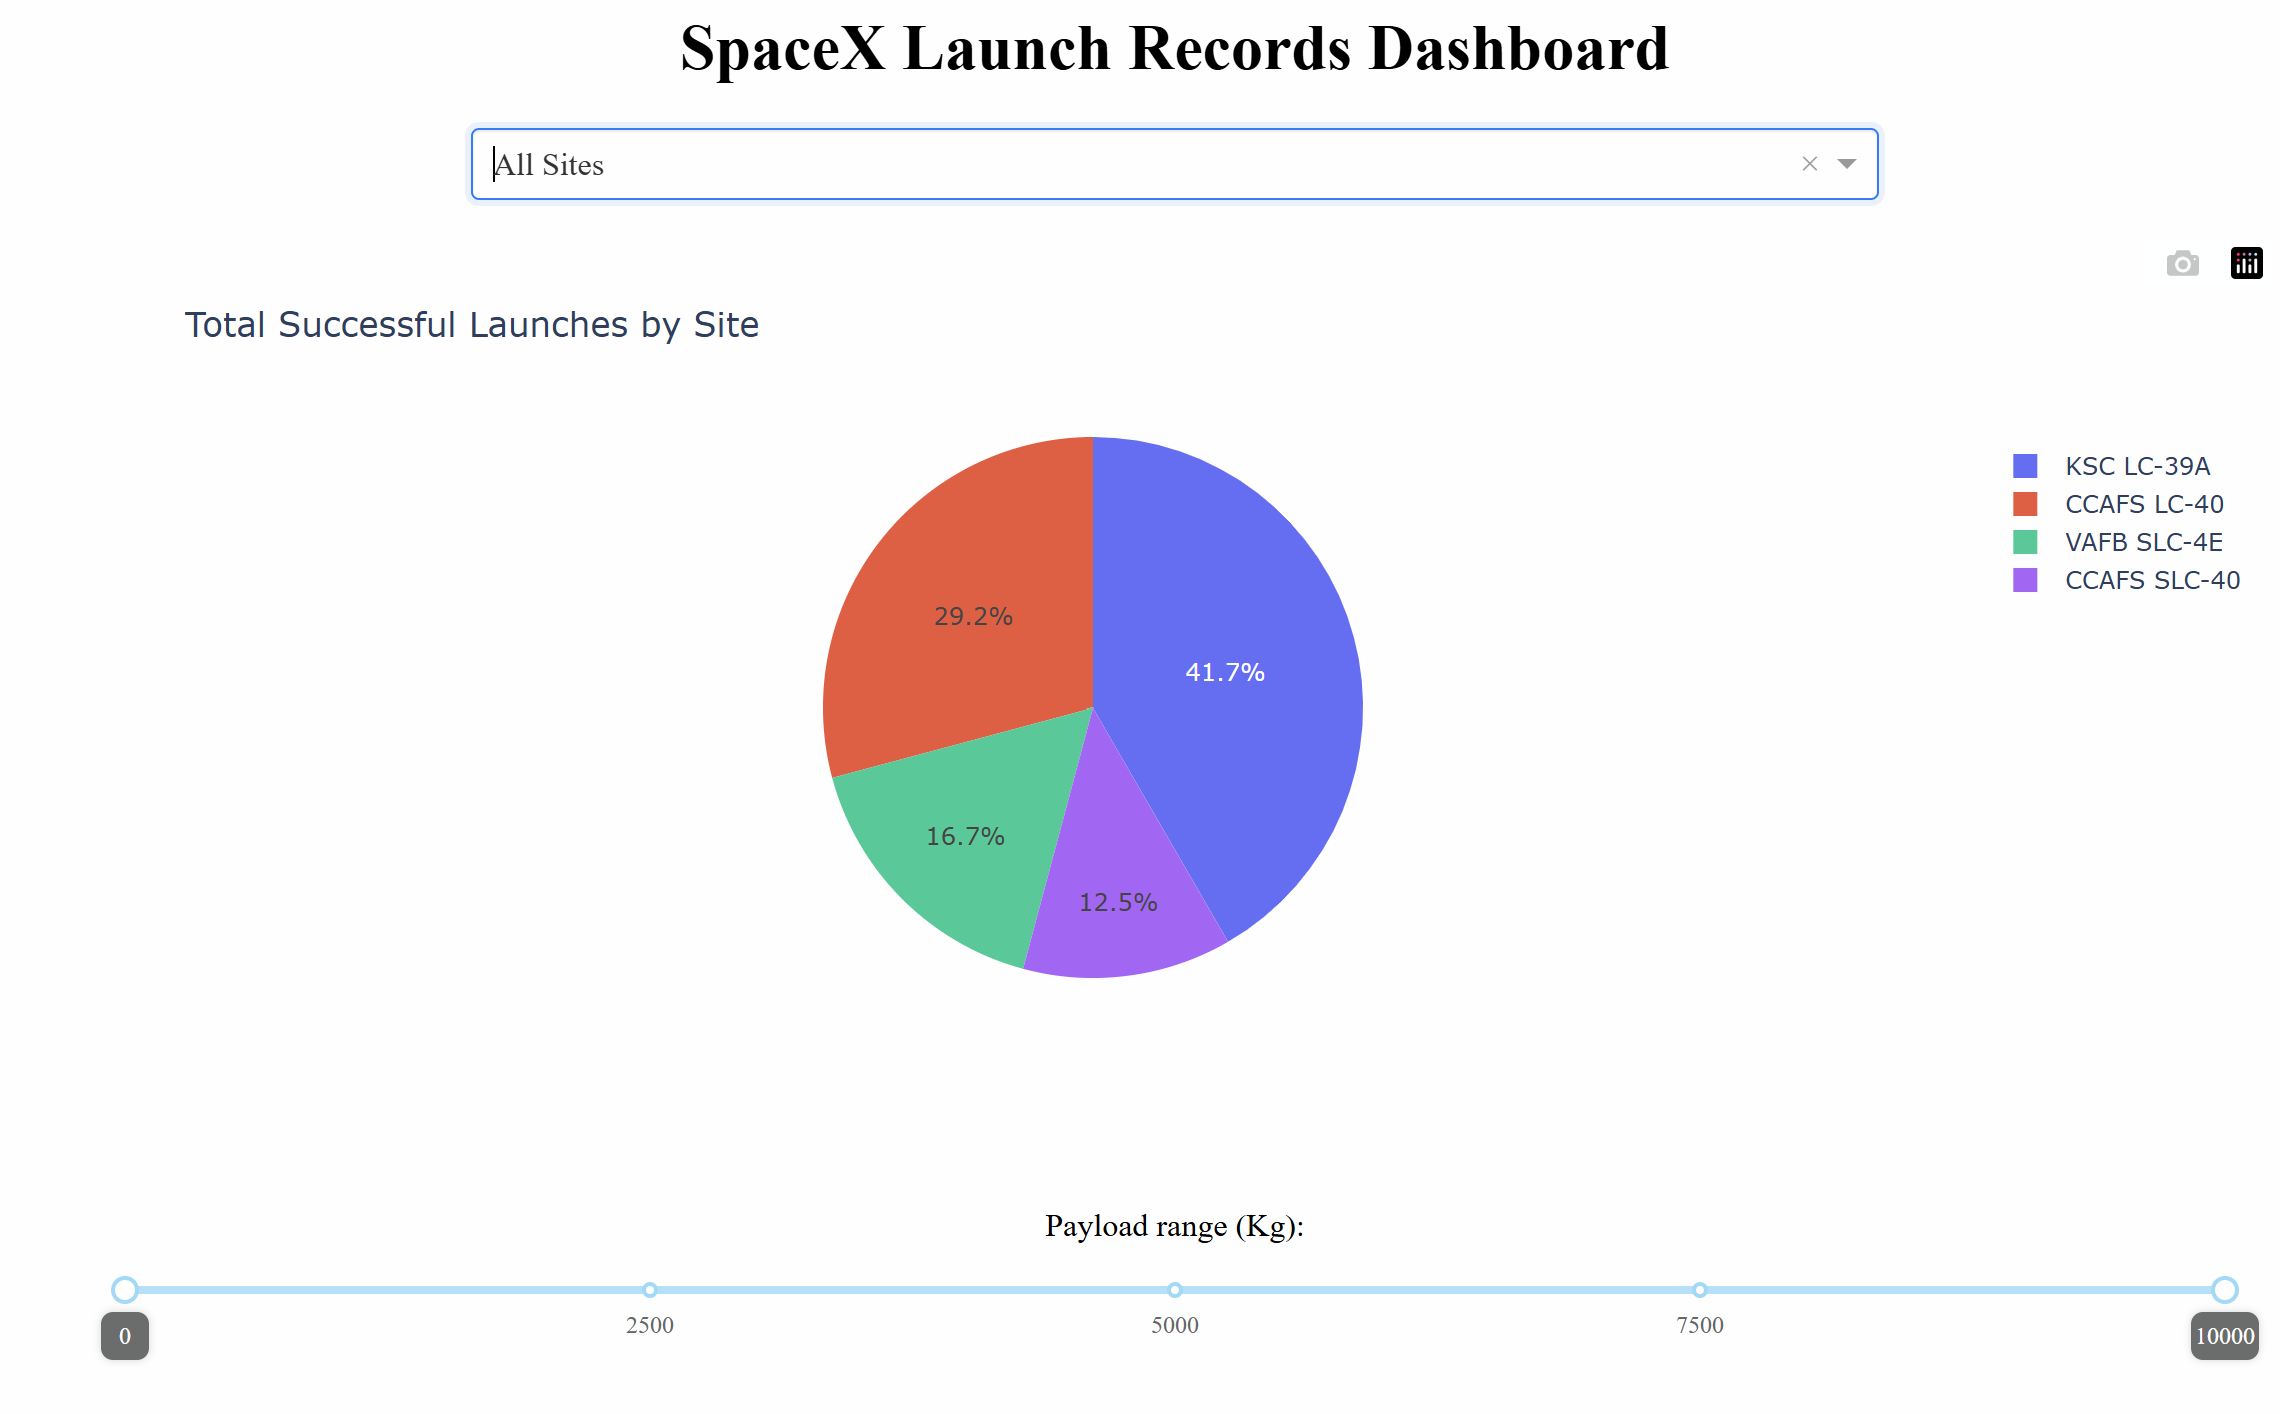 SpaceX Launch Records Dashboard
All Sites
Total Successful Launches by Site
KSC LC-39A
CCAFS LC-40
VAFB SLC-4E
CCAFS SLC-40
29.2%
41.7%
16.7%
12.5%
Payload range (Kg):
0 2500 5000 7500 10000